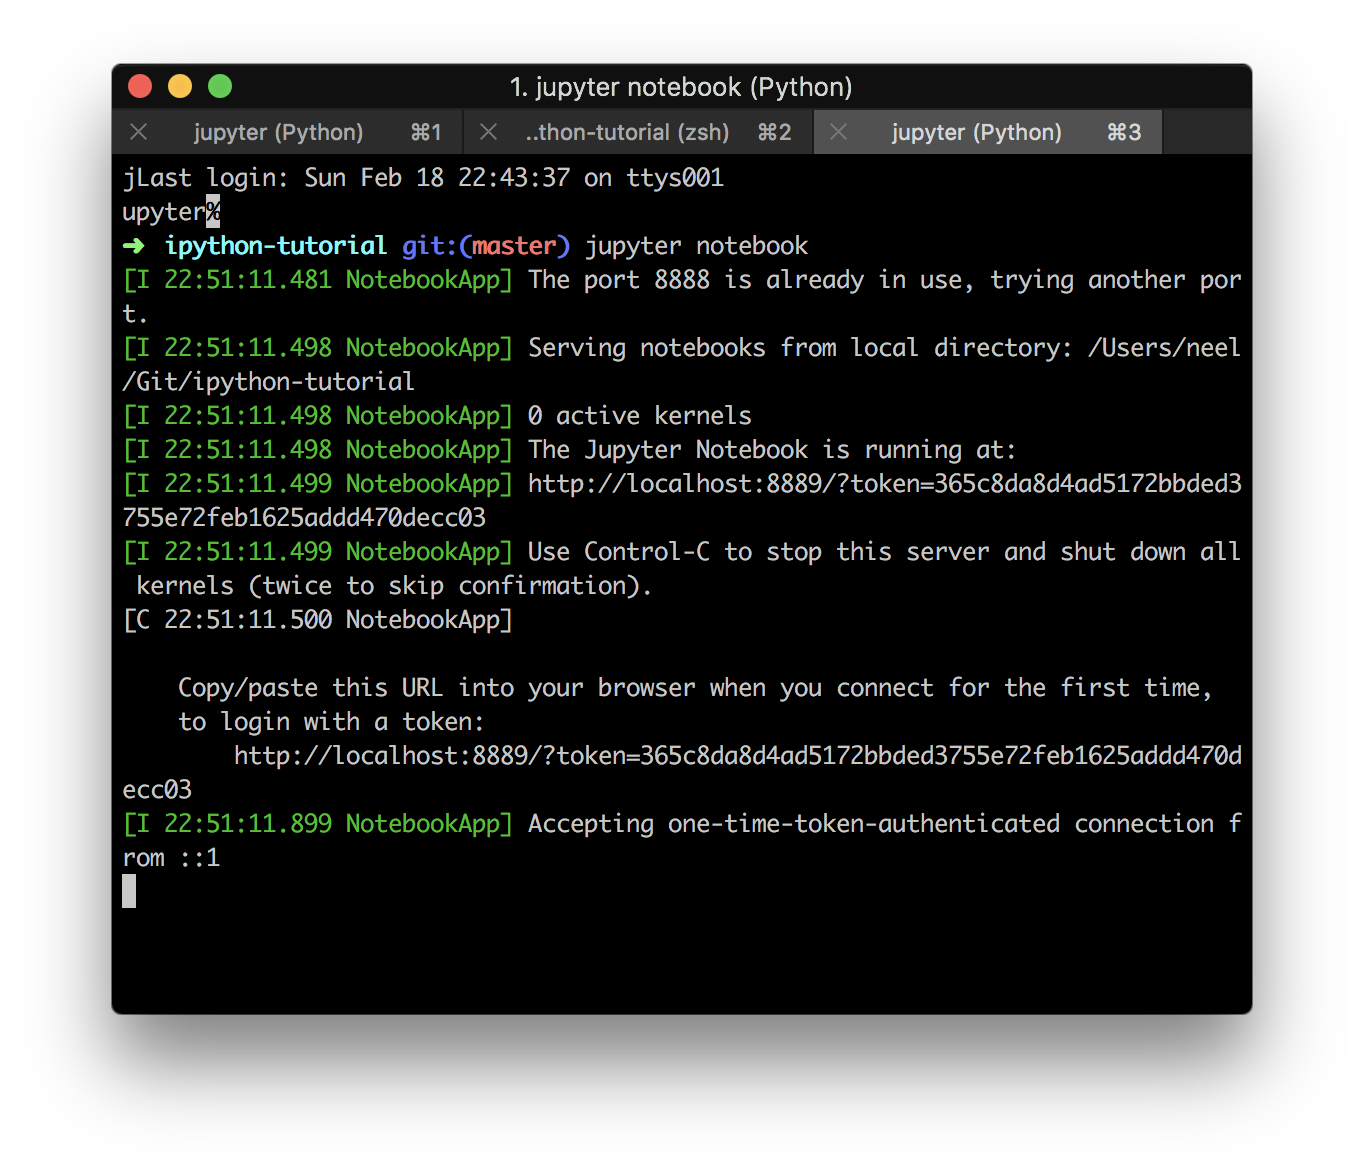 1. jupyter notebook (Python)
jupyter (Python) ⌘1 ..thon-tutorial (zsh) ⌘2 jupyter (Python) ⌘3
jLast login: Sun Feb 18 22:43:37 on ttys001
upyter%
➜ ipython-tutorial git:(master) jupyter notebook
[I 22:51:11.481 NotebookApp] The port 8888 is already in use, trying another por
t.
[I 22:51:11.498 NotebookApp] Serving notebooks from local directory: /Users/neel
/Git/ipython-tutorial
[I 22:51:11.498 NotebookApp] 0 active kernels
[I 22:51:11.498 NotebookApp] The Jupyter Notebook is running at:
[I 22:51:11.499 NotebookApp] http://localhost:8889/?token=365c8da8d4ad5172bbded3
755e72feb1625addd470decc03
[I 22:51:11.499 NotebookApp] Use Control-C to stop this server and shut down all
 kernels (twice to skip confirmation).
[C 22:51:11.500 NotebookApp]
    Copy/paste this URL into your browser when you connect for the first time,
    to login with a token:
        http://localhost:8889/?token=365c8da8d4ad5172bbded3755e72feb1625addd470d
ecc03
[I 22:51:11.899 NotebookApp] Accepting one-time-token-authenticated connection f
rom ::1